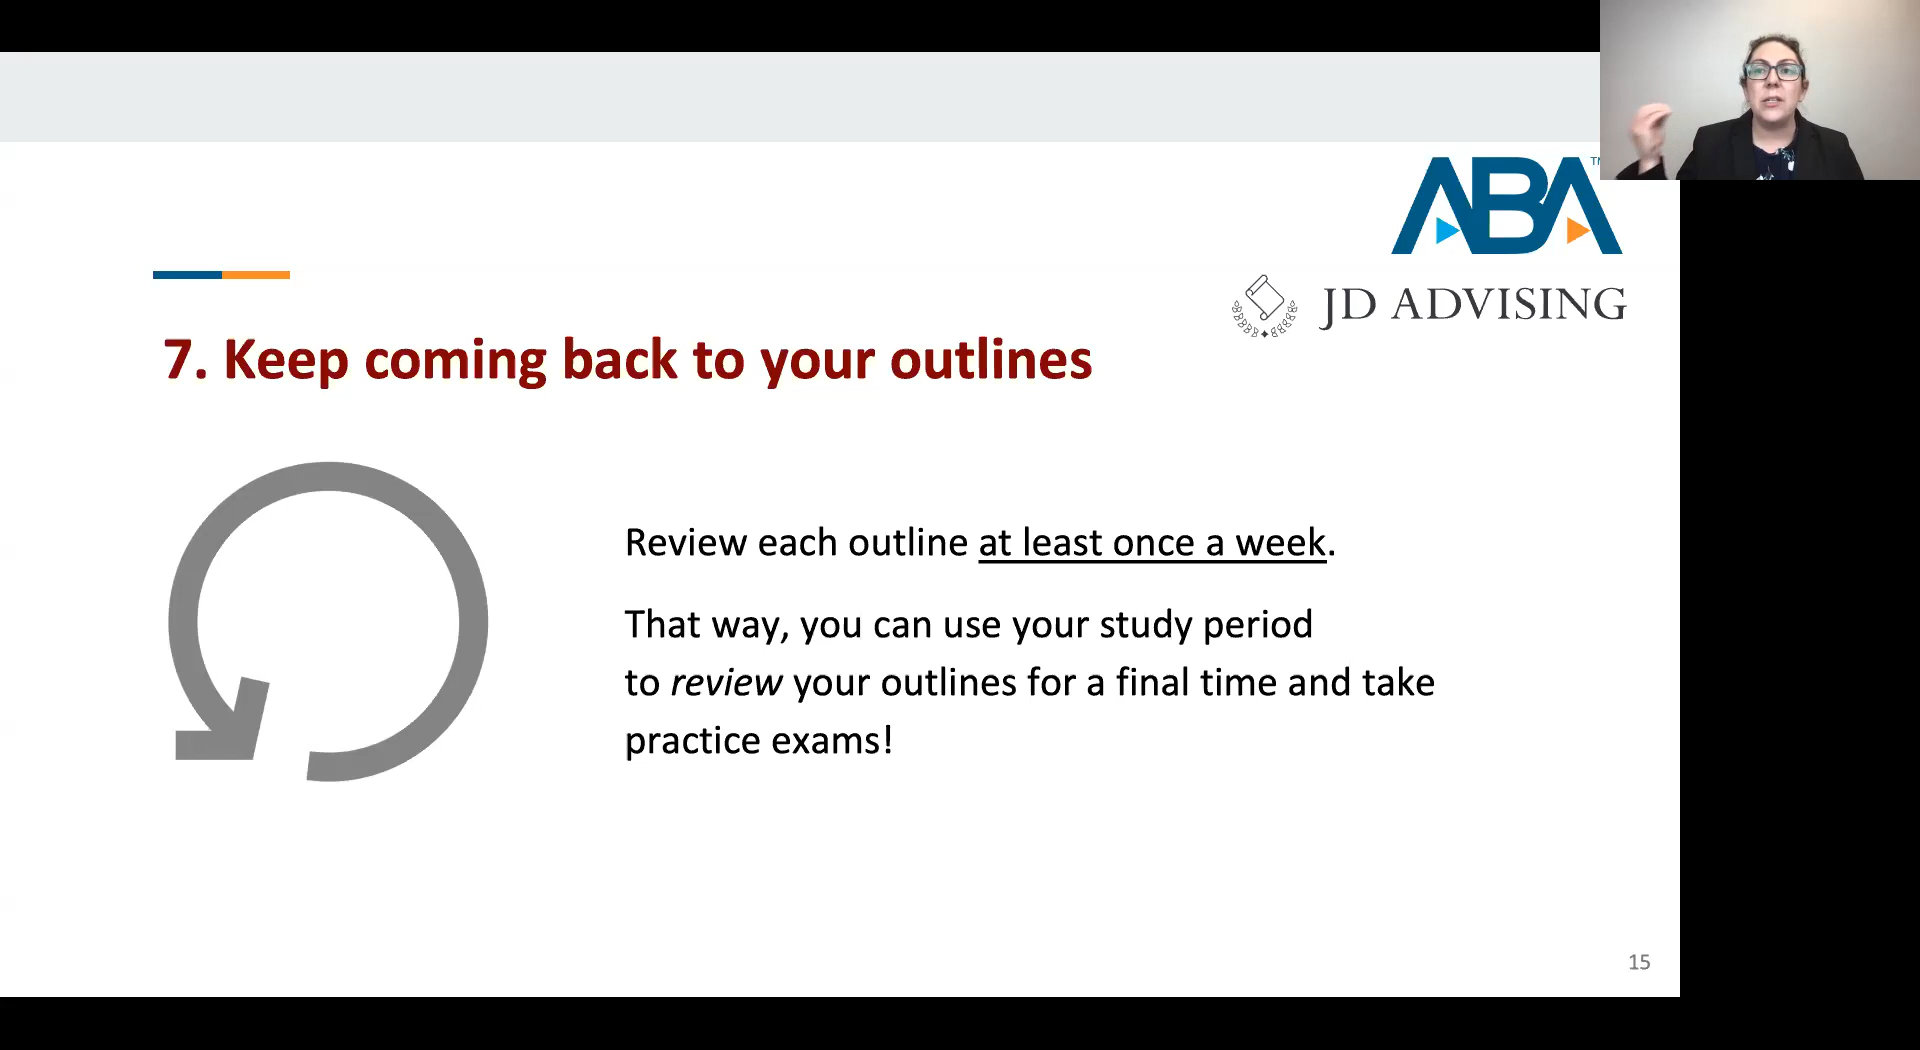 ABA
TM
JD ADVISING
7. Keep coming back to your outlines
Review each outline at least once a week.
That way, you can use your study period
to review your outlines for a final time and take
practice exams!
15